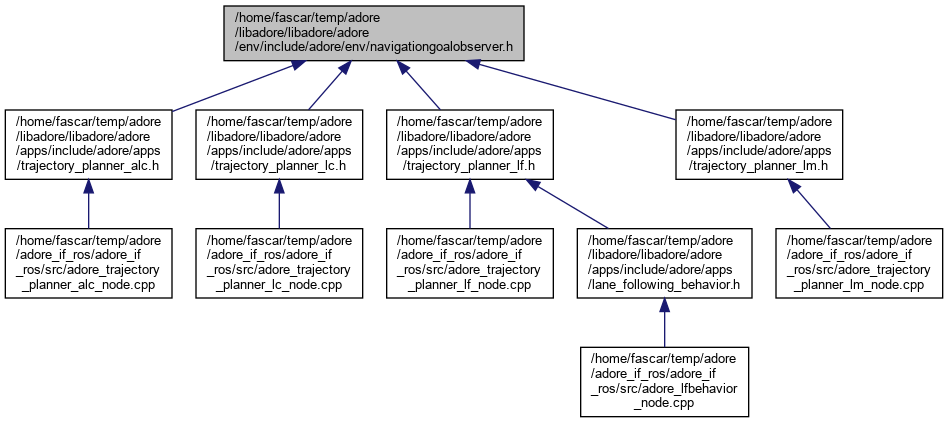 /home/fascar/temp/adore
/libadore/libadore/adore
/env/include/adore/env/navigationgoalobserver.h
/home/fascar/temp/adore
/libadore/libadore/adore
/apps/include/adore/apps
/trajectory_planner_alc.h
/home/fascar/temp/adore
/libadore/libadore/adore
/apps/include/adore/apps
/trajectory_planner_lc.h
/home/fascar/temp/adore
/libadore/libadore/adore
/apps/include/adore/apps
/trajectory_planner_lf.h
/home/fascar/temp/adore
/libadore/libadore/adore
/apps/include/adore/apps
/trajectory_planner_lm.h
/home/fascar/temp/adore
/adore_if_ros/adore_if
_ros/src/adore_trajectory
_planner_alc_node.cpp
/home/fascar/temp/adore
/adore_if_ros/adore_if
_ros/src/adore_trajectory
_planner_lc_node.cpp
/home/fascar/temp/adore
/adore_if_ros/adore_if
_ros/src/adore_trajectory
_planner_lf_node.cpp
/home/fascar/temp/adore
/libadore/libadore/adore
/apps/include/adore/apps
/lane_following_behavior.h
/home/fascar/temp/adore
/adore_if_ros/adore_if
_ros/src/adore_trajectory
_planner_lm_node.cpp
/home/fascar/temp/adore
/adore_if_ros/adore_if
_ros/src/adore_lfbehavior
_node.cpp